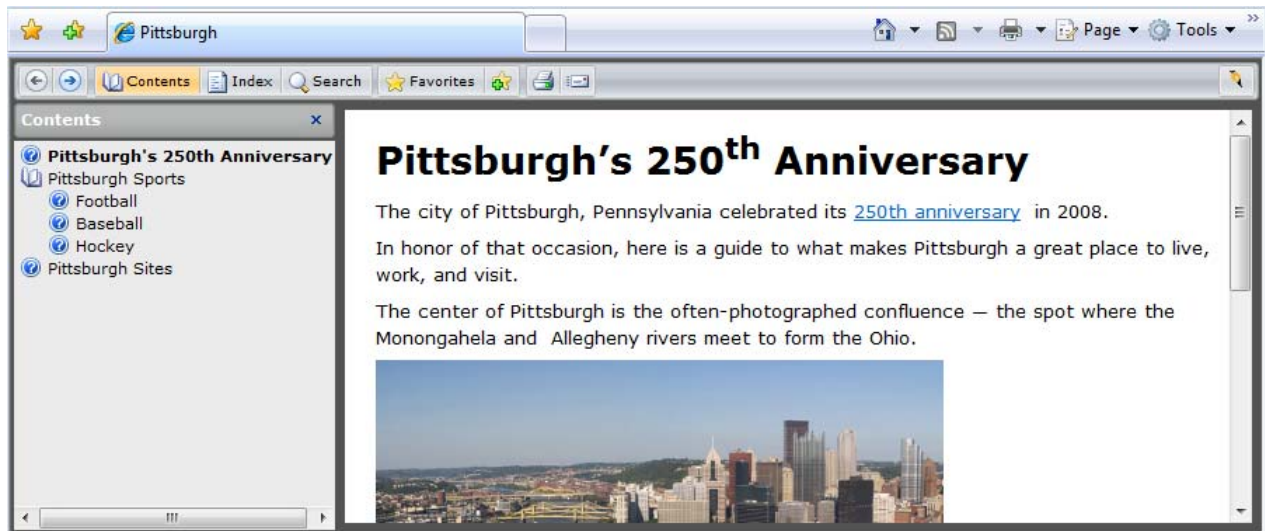 Pittsburgh
Page
Tools
Contents Index Search Favorites
Contents
Pittsburgh's 250th Anniversary
Pittsburgh Sports
Football
Baseball
Hockey
Pittsburgh Sites
Pittsburgh’s 250th Anniversary
The city of Pittsburgh, Pennsylvania celebrated its 250th anniversary in 2008.
In honor of that occasion, here is a guide to what makes Pittsburgh a great place to live,
work, and visit.
The center of Pittsburgh is the often-photographed confluence — the spot where the
Monongahela and Allegheny rivers meet to form the Ohio.